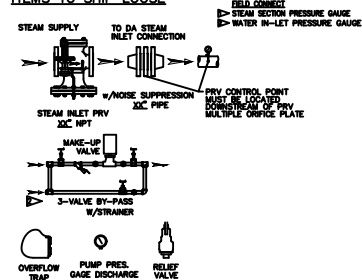 ITEMS TO SHIP LOOSE
FIELD CONNECT
STEAM SECTION PRESSURE GAUGE
WATER IN-LET PRESSURE GAUGE
STEAM SUPPLY
TO DA STEAM
INLET CONNECTION
W/NOISE SUPPRESSION
XX" PIPE
STEAM INLET PRV
XX" NPT
PRV CONTROL POINT
MUST BE LOCATED
DOWNSTREAM OF PRV
MULTIPLE ORIFICE PLATE
MAKE-UP
VALVE
3-VALVE BY-PASS
W/STRAINER
OVERFLOW
TRAP
PUMP PRES.
GAGE DISCHARGE
RELIEF
VALVE